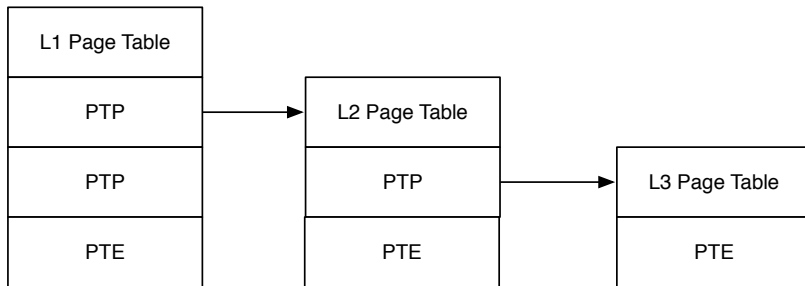 L1 Page Table
PTP
PTP
PTE
L2 Page Table
PTP
PTE
L3 Page Table
PTE